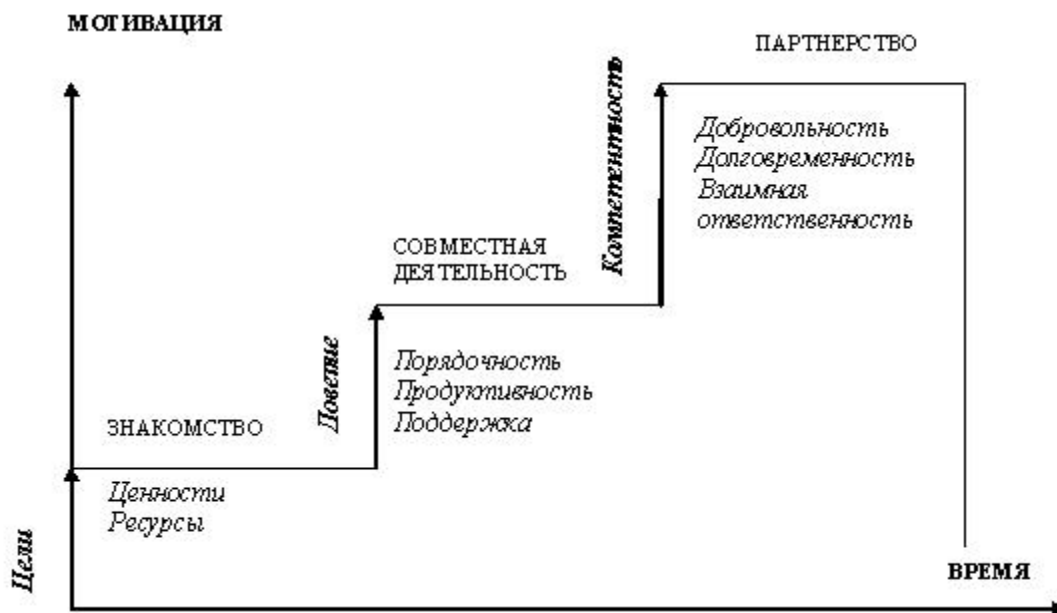 МОТИВАЦИЯ
ПАРТНЕРСТВО
Компетентность
Добровольность
Долговременность
Взаимная
ответственность
СОВМЕСТНАЯ
ДЕЯТЕЛЬНОСТЬ
Доверие
Порядочность
Продуктивность
Поддержка
ЗНАКОМСТВО
Ценности
Ресурсы
Цели
ВРЕМЯ